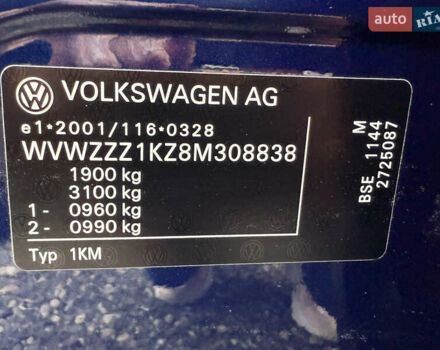 auto RIA
VOLKSWAGEN AG
e1*2001/116*0328
WVWZZZ1KZ8M308838
1900 kg
3100 kg
1 - 0960 kg
2 - 0990 kg
Typ 1KM
M
BSE 1144
2725087